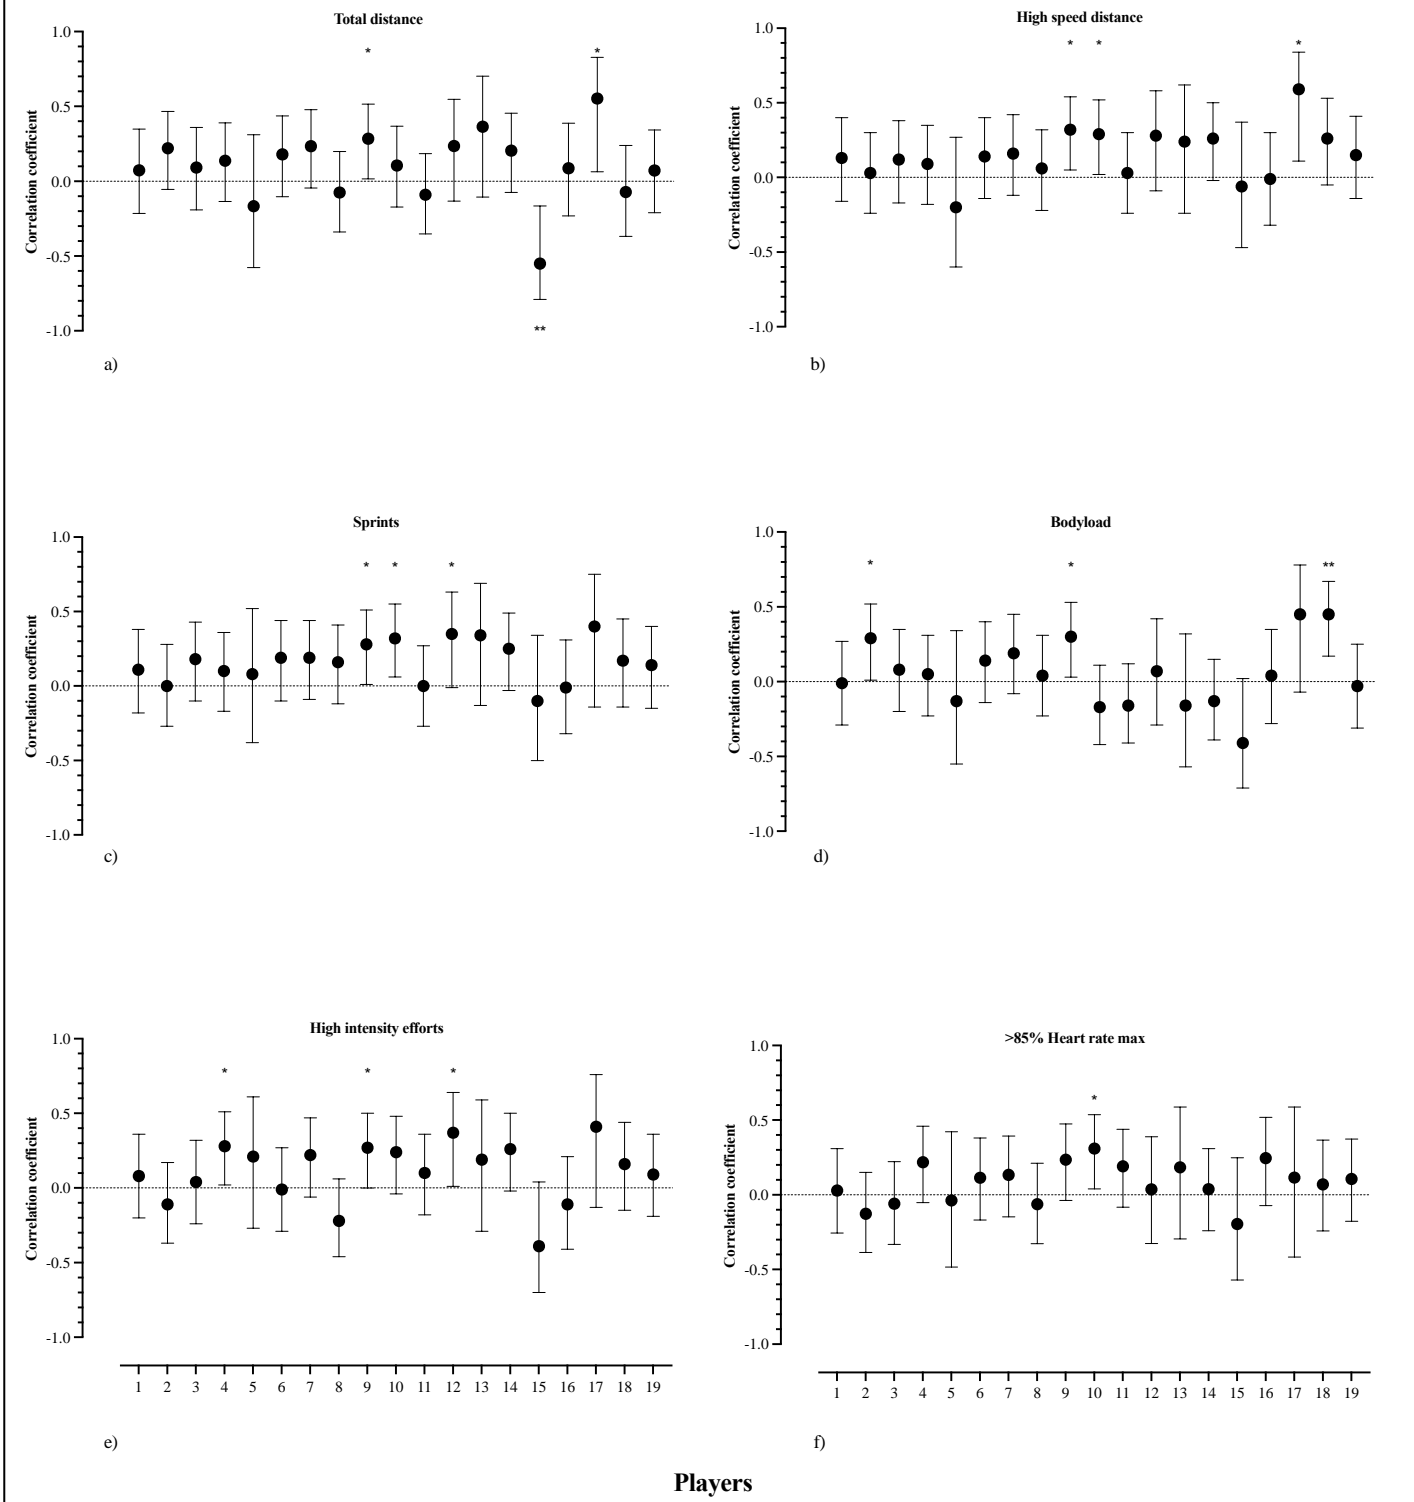 Total distance
1.0
0.5
0.0
-0.5
-1.0
Correlation coefficient
*
*
**
a)
High speed distance
1.0
0.5
0.0
-0.5
-1.0
Correlation coefficient
*
*
*
b)
Sprints
1.0
0.5
0.0
-0.5
-1.0
Correlation coefficient
*
*
*
c)
Bodyload
1.0
0.5
0.0
-0.5
-1.0
Correlation coefficient
*
*
**
d)
High intensity efforts
1.0
0.5
0.0
-0.5
-1.0
Correlation coefficient
*
*
*
1 2 3 4 5 6 7 8 9 10 11 12 13 14 15 16 17 18 19
e)
>85% Heart rate max
1.0
0.5
0.0
-0.5
-1.0
Correlation coefficient
*
1 2 3 4 5 6 7 8 9 10 11 12 13 14 15 16 17 18 19
f)
Players